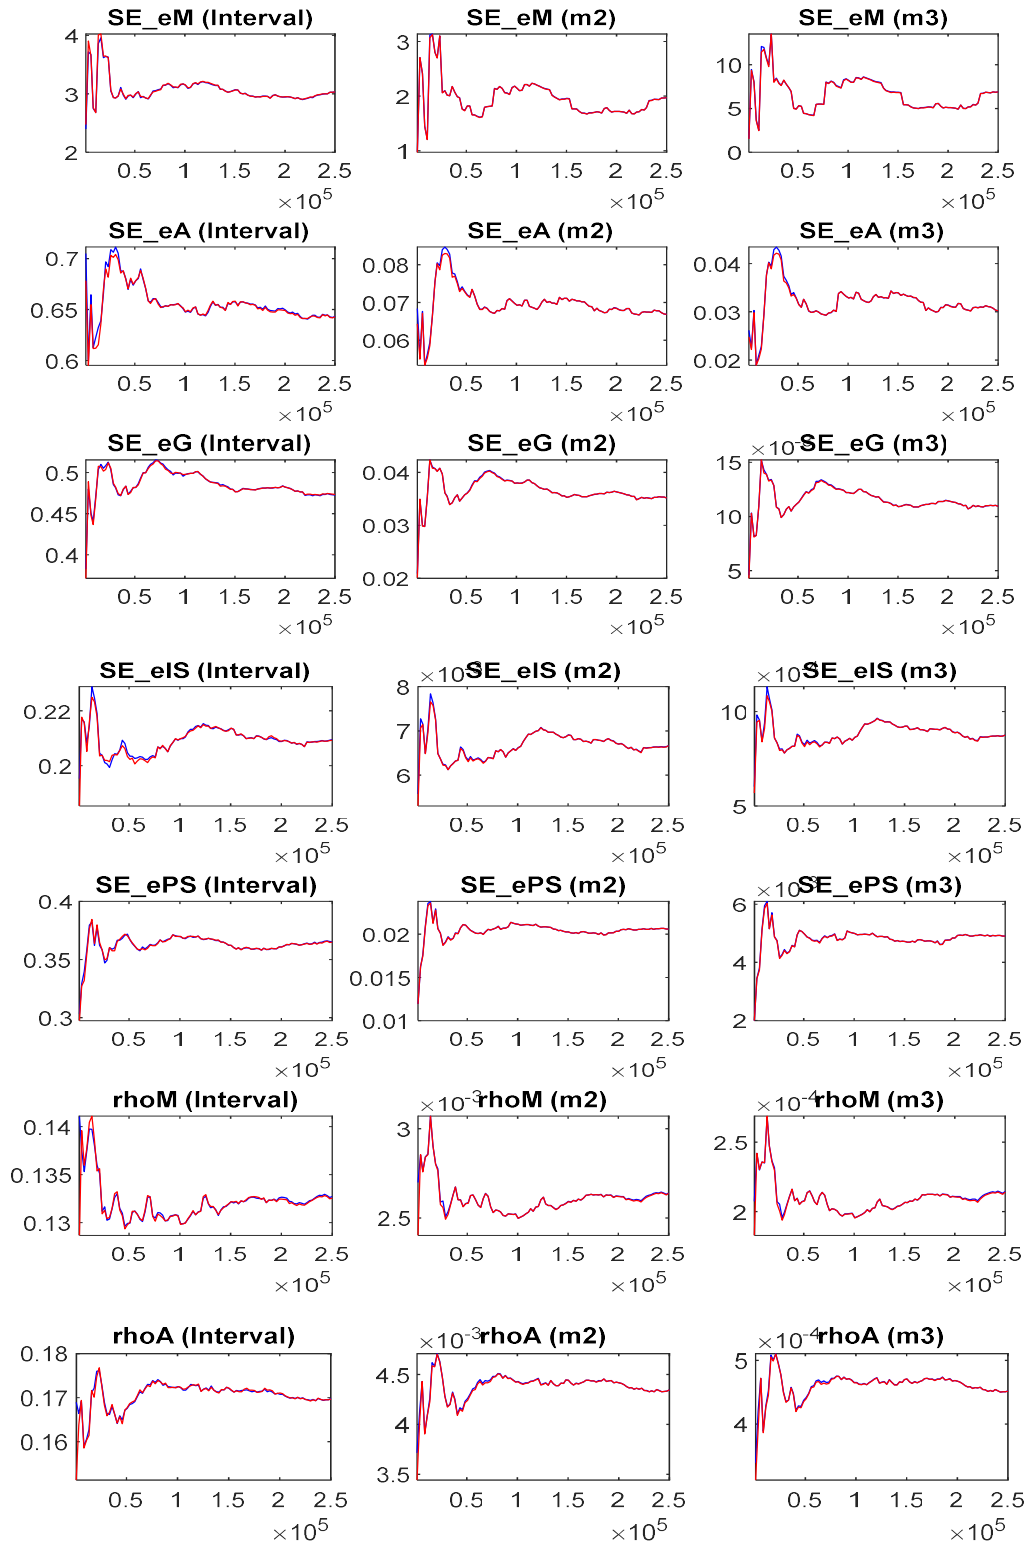 SE_eM (Interval) SE_eM (m2) SE_eM (m3)
4 3 2
0.5 1 1.5 2 2.5
×10^5
3 2 1
0.5 1 1.5 2 2.5
×10^5
10 5 0
0.5 1 1.5 2 2.5
×10^5
SE_eA (Interval) SE_eA (m2) SE_eA (m3)
0.7 0.65 0.6
0.5 1 1.5 2 2.5
×10^5
0.08 0.07 0.06
0.5 1 1.5 2 2.5
×10^5
0.04 0.03 0.02
0.5 1 1.5 2 2.5
×10^5
SE_eG (Interval) SE_eG (m2) SE_eG (m3)
0.5 0.45 0.4
0.5 1 1.5 2 2.5
×10^5
0.04 0.03 0.02
0.5 1 1.5 2 2.5
×10^5
15 10 5
0.5 1 1.5 2 2.5
×10^5
SE_eIS (Interval) SE_eIS (m2) SE_eIS (m3)
0.22 0.2
0.5 1 1.5 2 2.5
×10^5
8 7 6
0.5 1 1.5 2 2.5
×10^5
10 5
0.5 1 1.5 2 2.5
×10^5
SE_ePS (Interval) SE_ePS (m2) SE_ePS (m3)
0.4 0.35 0.3
0.5 1 1.5 2 2.5
×10^5
0.02 0.015 0.01
0.5 1 1.5 2 2.5
×10^5
6 4 2
0.5 1 1.5 2 2.5
×10^5
rhoM (Interval) ×10^-3 rhoM (m2) ×10^-4 rhoM (m3)
0.14 0.135 0.13
0.5 1 1.5 2 2.5
×10^5
3 2.5
0.5 1 1.5 2 2.5
×10^5
2.5 2
0.5 1 1.5 2 2.5
×10^5
rhoA (Interval) ×10^-3 rhoA (m2) ×10^-4 rhoA (m3)
0.18 0.17 0.16
0.5 1 1.5 2 2.5
×10^5
4.5 4 3.5
0.5 1 1.5 2 2.5
×10^5
5 4
0.5 1 1.5 2 2.5
×10^5